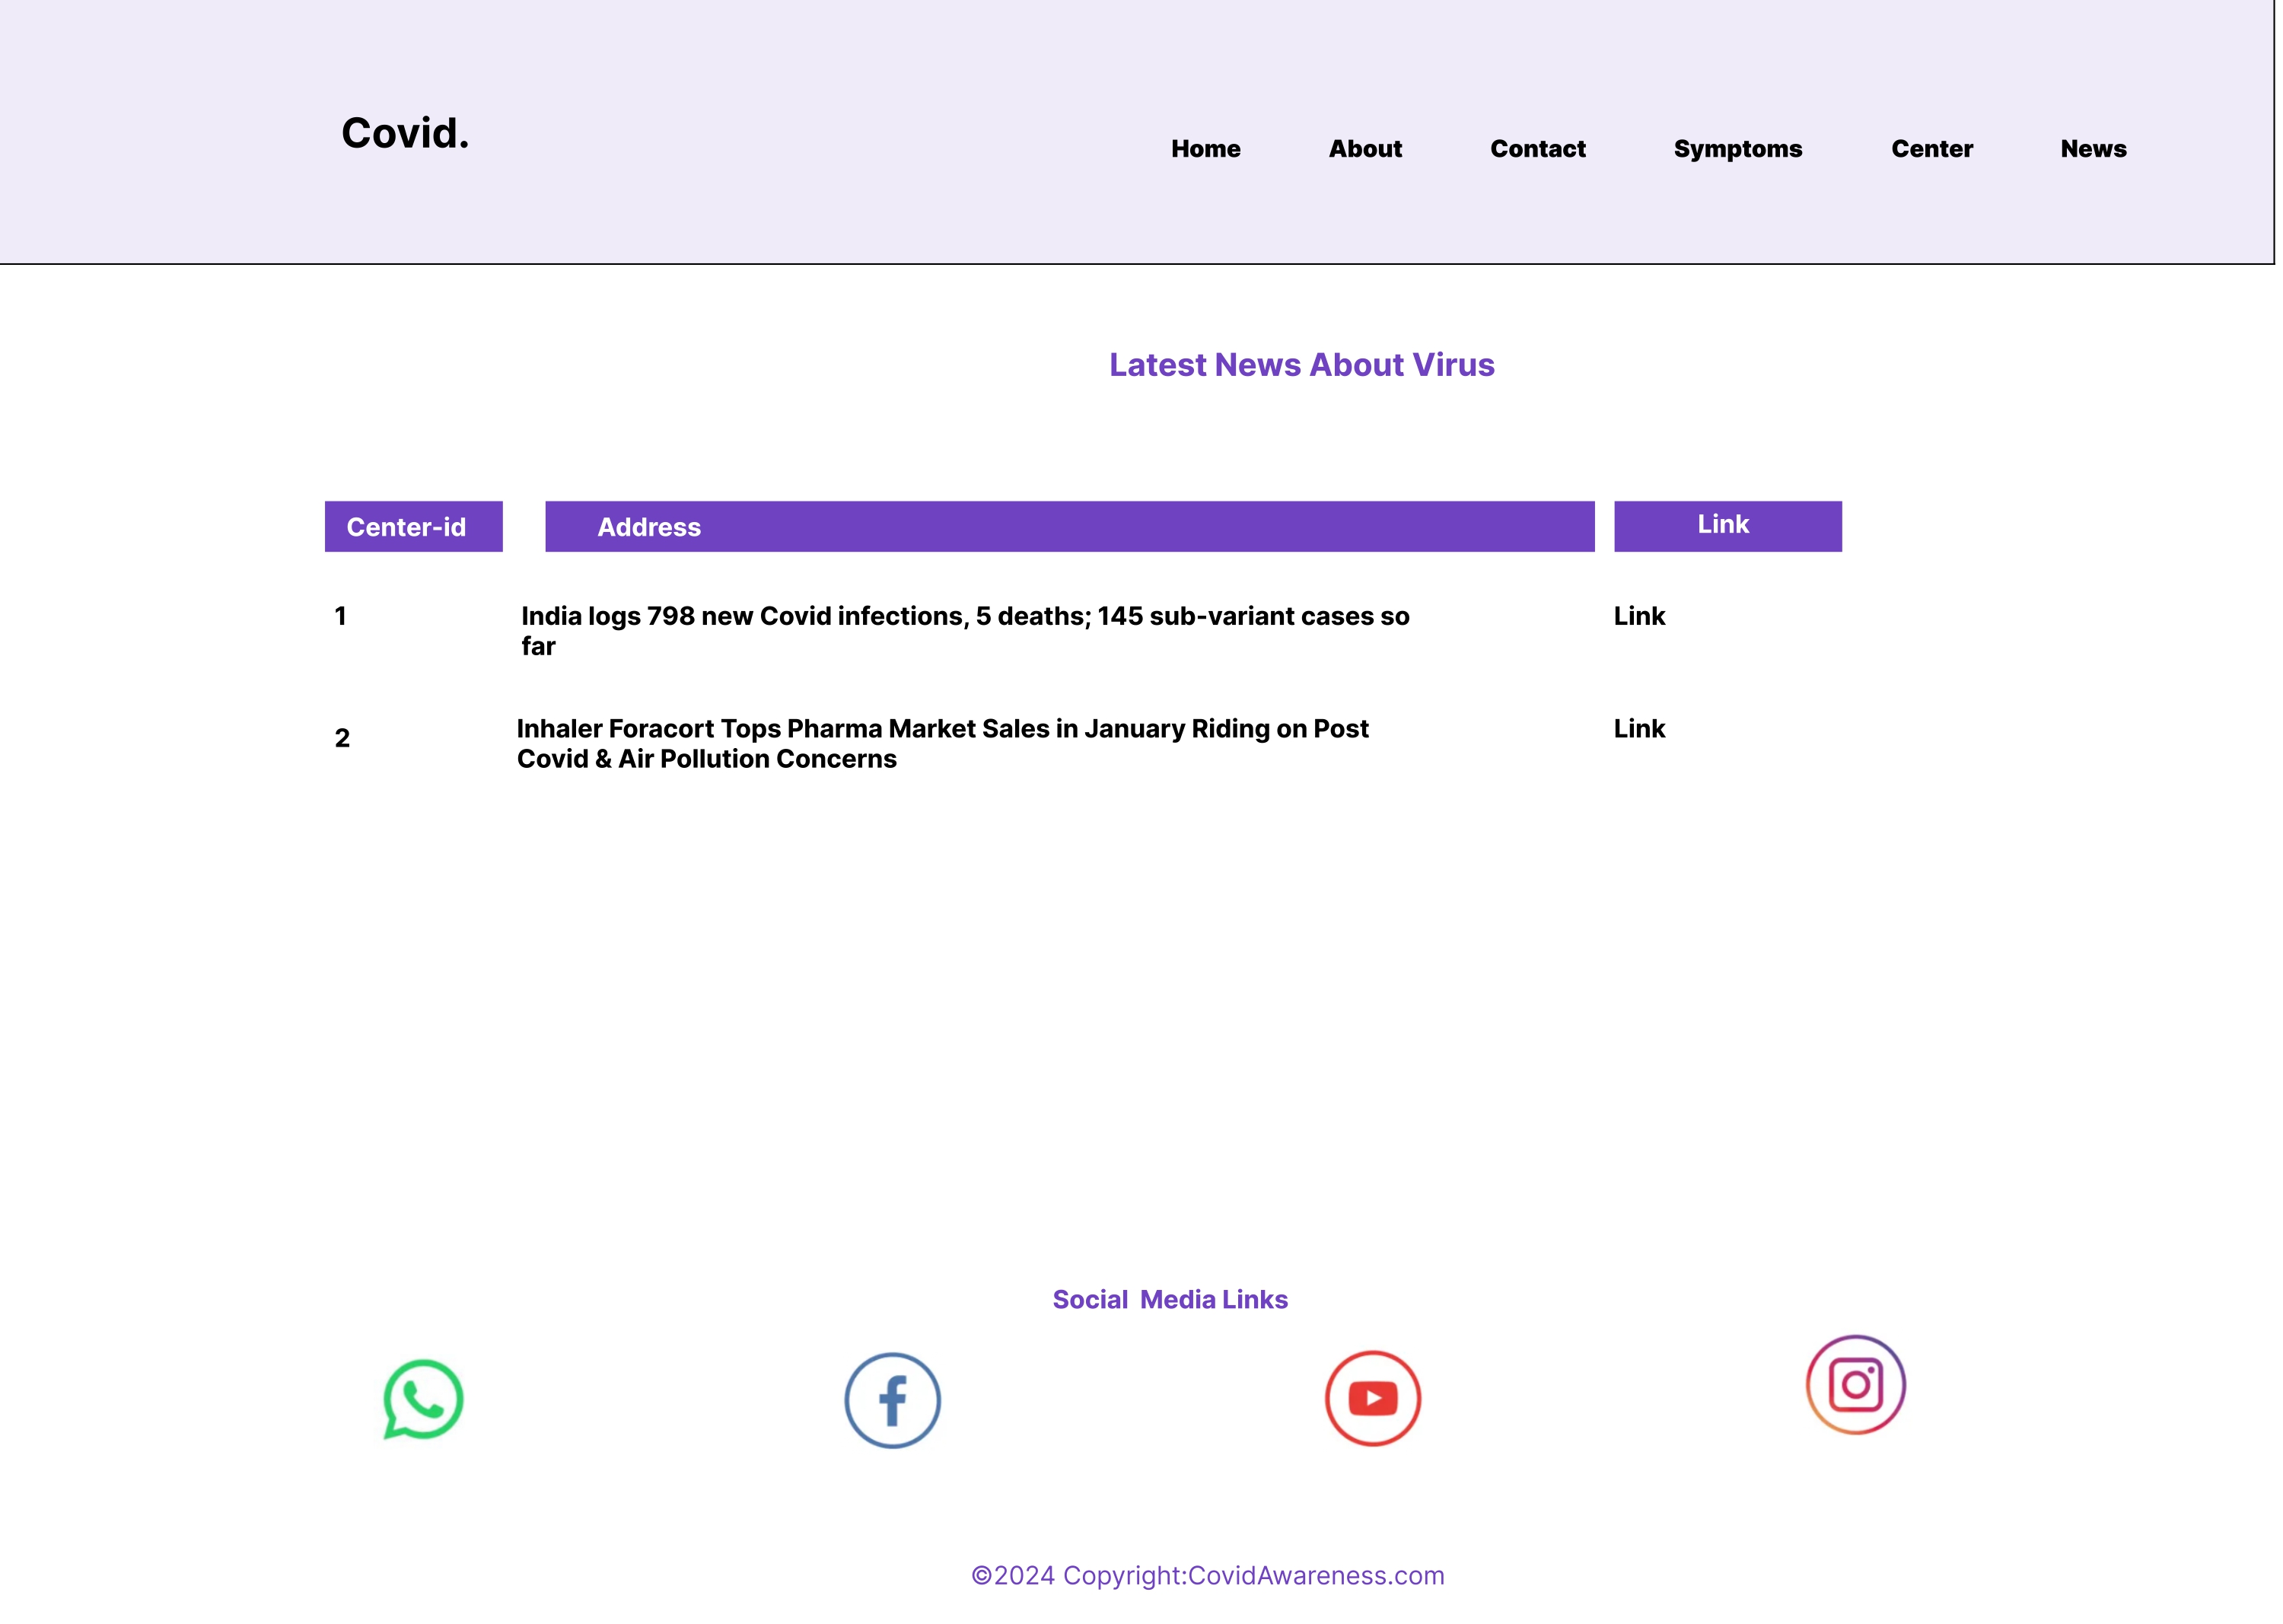 Covid.
Home About Contact Symptoms Center News
Latest News About Virus
Center-id Address Link
1 India logs 798 new Covid infections, 5 deaths; 145 sub-variant cases so Link
far
2 Inhaler Foracort Tops Pharma Market Sales in January Riding on Post Link
Covid & Air Pollution Concerns
Social Media Links
©2024 Copyright:CovidAwareness.com